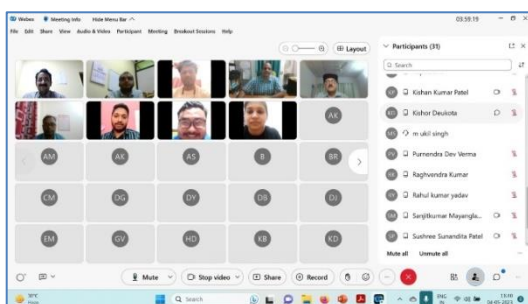 Webex Meeting Info Hide Menu Bar 03:59:19
File Edit Share View Audio & Video Participant Meeting Breakout Sessions Help
Layout
Participants (31)
Search
Kishan Kumar Patel
Kishor Deukota
AK
MS m ukil singh
AM AK AS B BR
Purnendra Dev Verma
Raghvendra Kumar
CM DG DY DB DJ
Rahul kumar yadav
Sanjitkumar Mayangla...
EM GV HD KB KD
Sushree Sunandita Patel
Mute all Unmute all
Mute Stop video Share Record
Search
ENG
IN